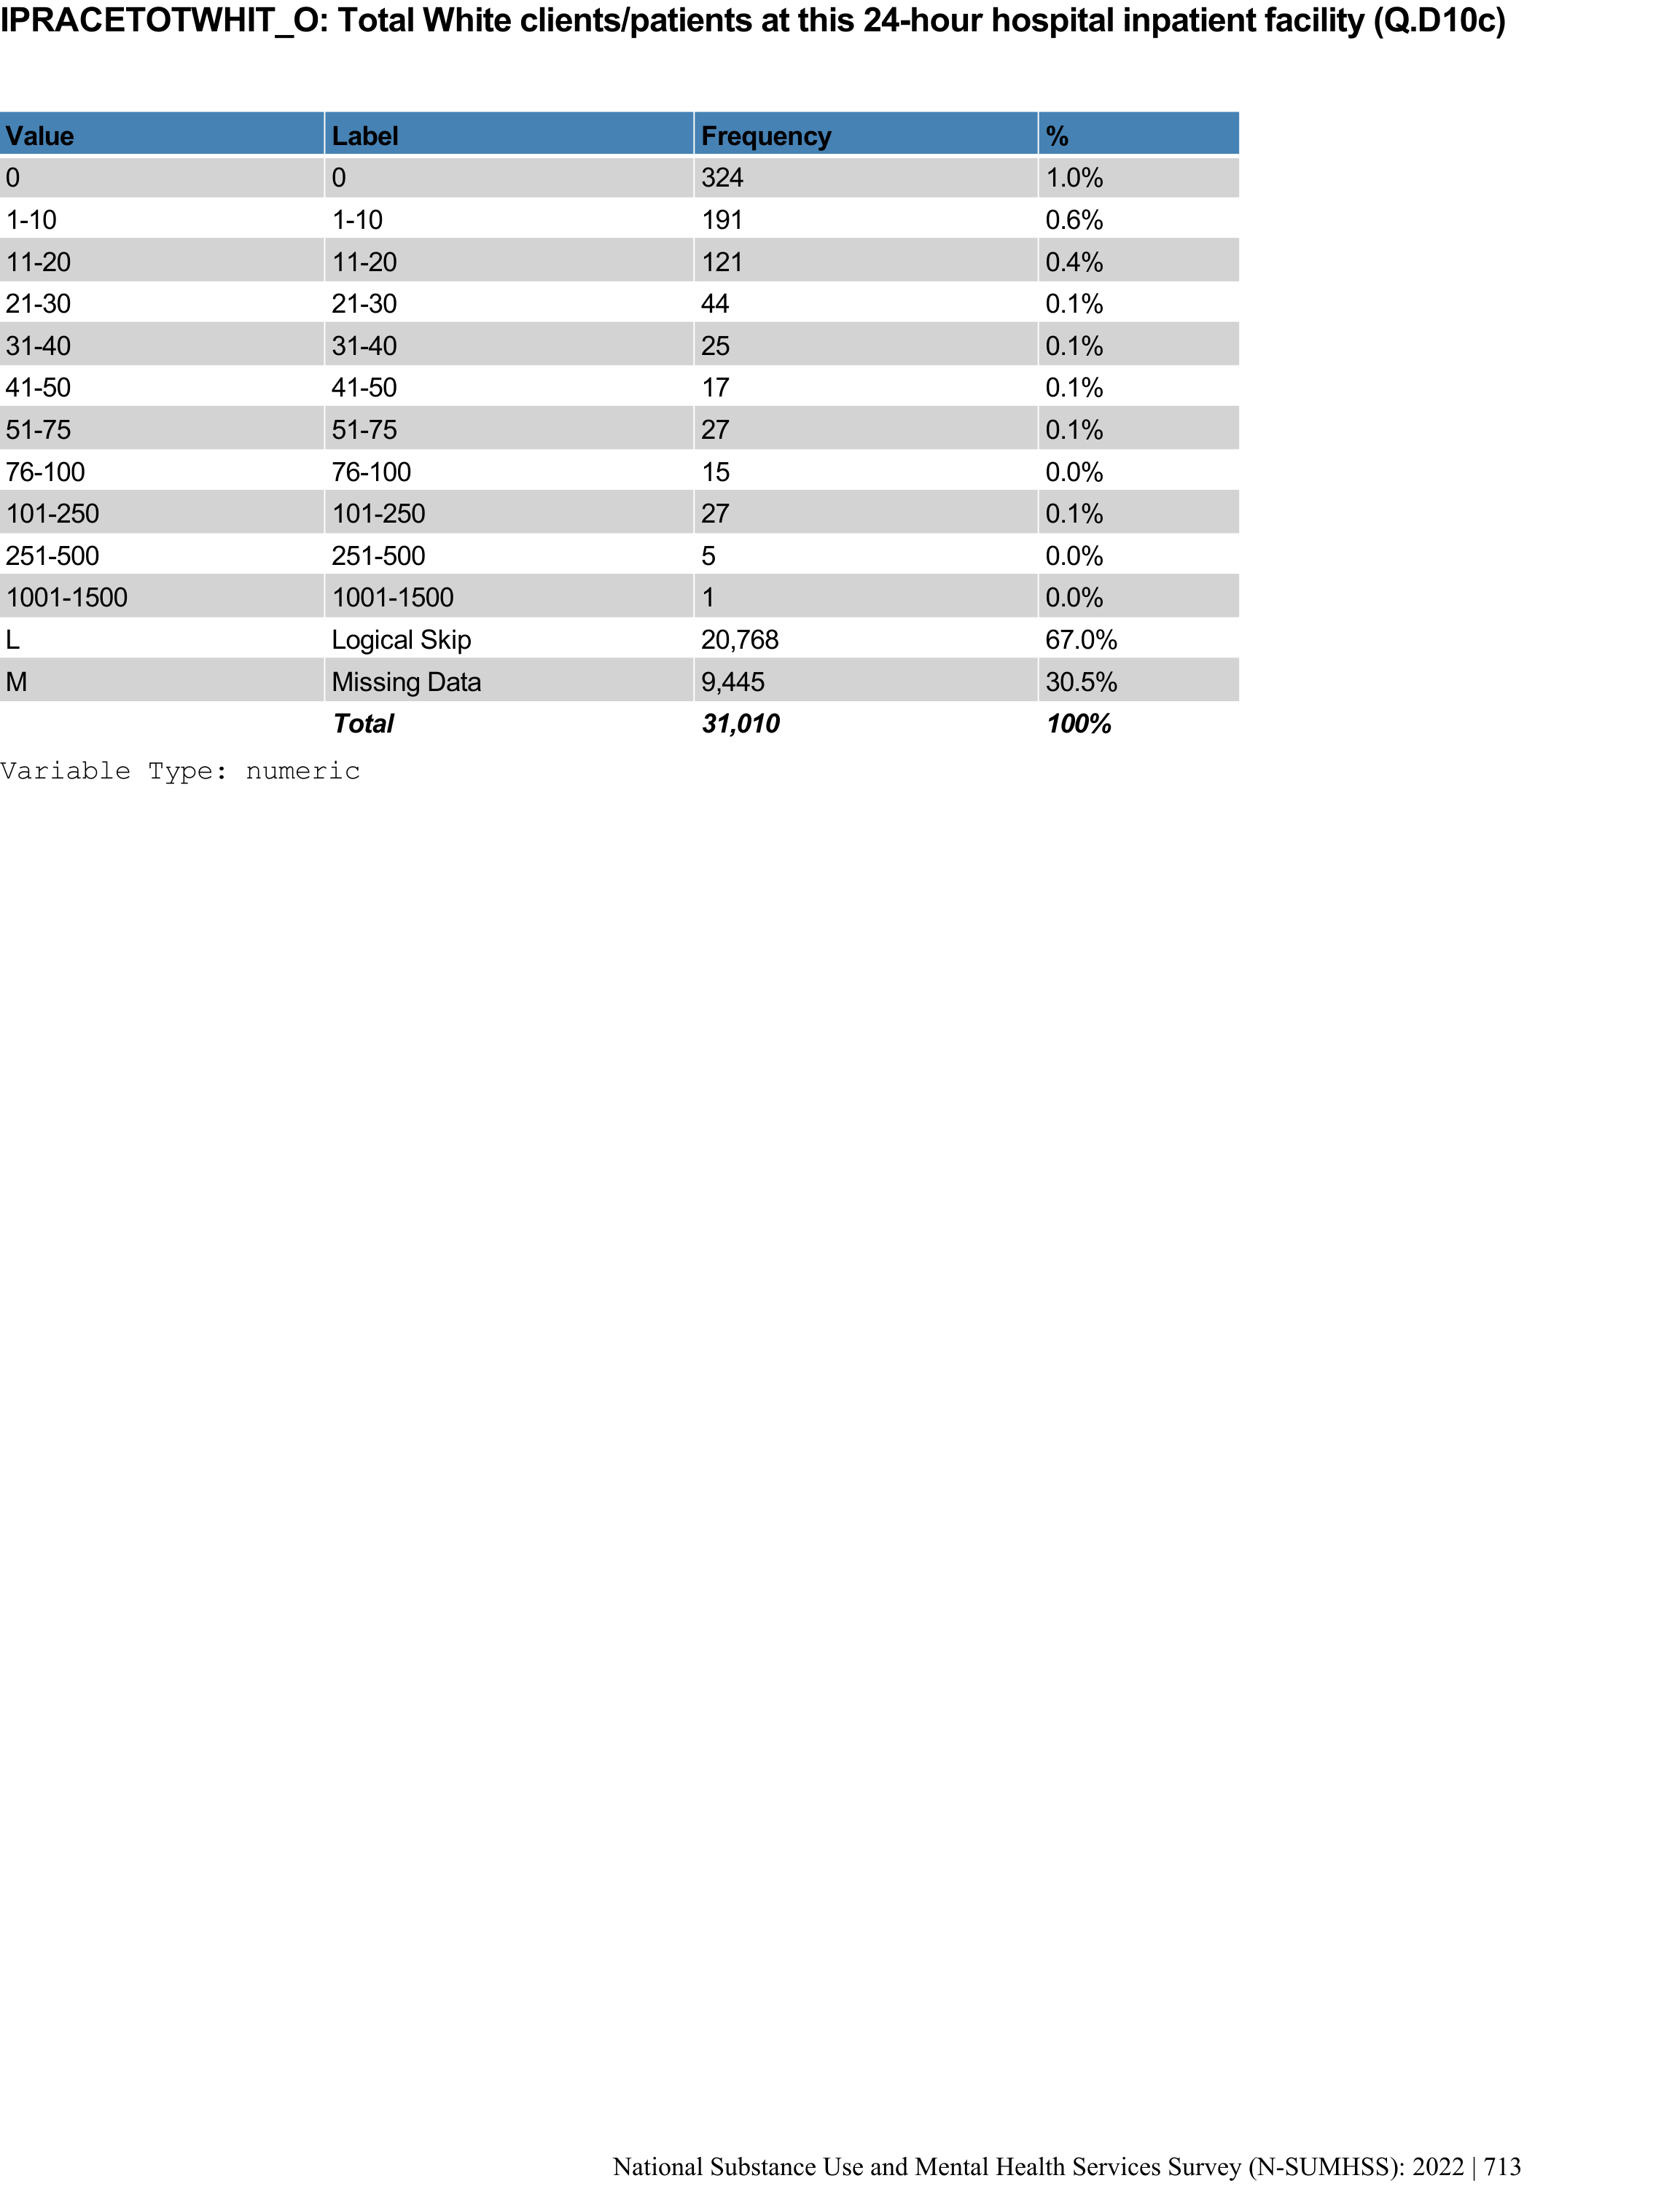 IPRACETOTWHIT_O: Total White clients/patients at this 24-hour hospital inpatient facility (Q.D10c)
Value Label Frequency %
0 0 324 1.0%
1-10 1-10 191 0.6%
11-20 11-20 121 0.4%
21-30 21-30 44 0.1%
31-40 31-40 25 0.1%
41-50 41-50 17 0.1%
51-75 51-75 27 0.1%
76-100 76-100 15 0.0%
101-250 101-250 27 0.1%
251-500 251-500 5 0.0%
1001-1500 1001-1500 1 0.0%
L Logical Skip 20,768 67.0%
M Missing Data 9,445 30.5%
Total 31,010 100%
Variable Type: numeric
National Substance Use and Mental Health Services Survey (N-SUMHSS): 2022 | 713